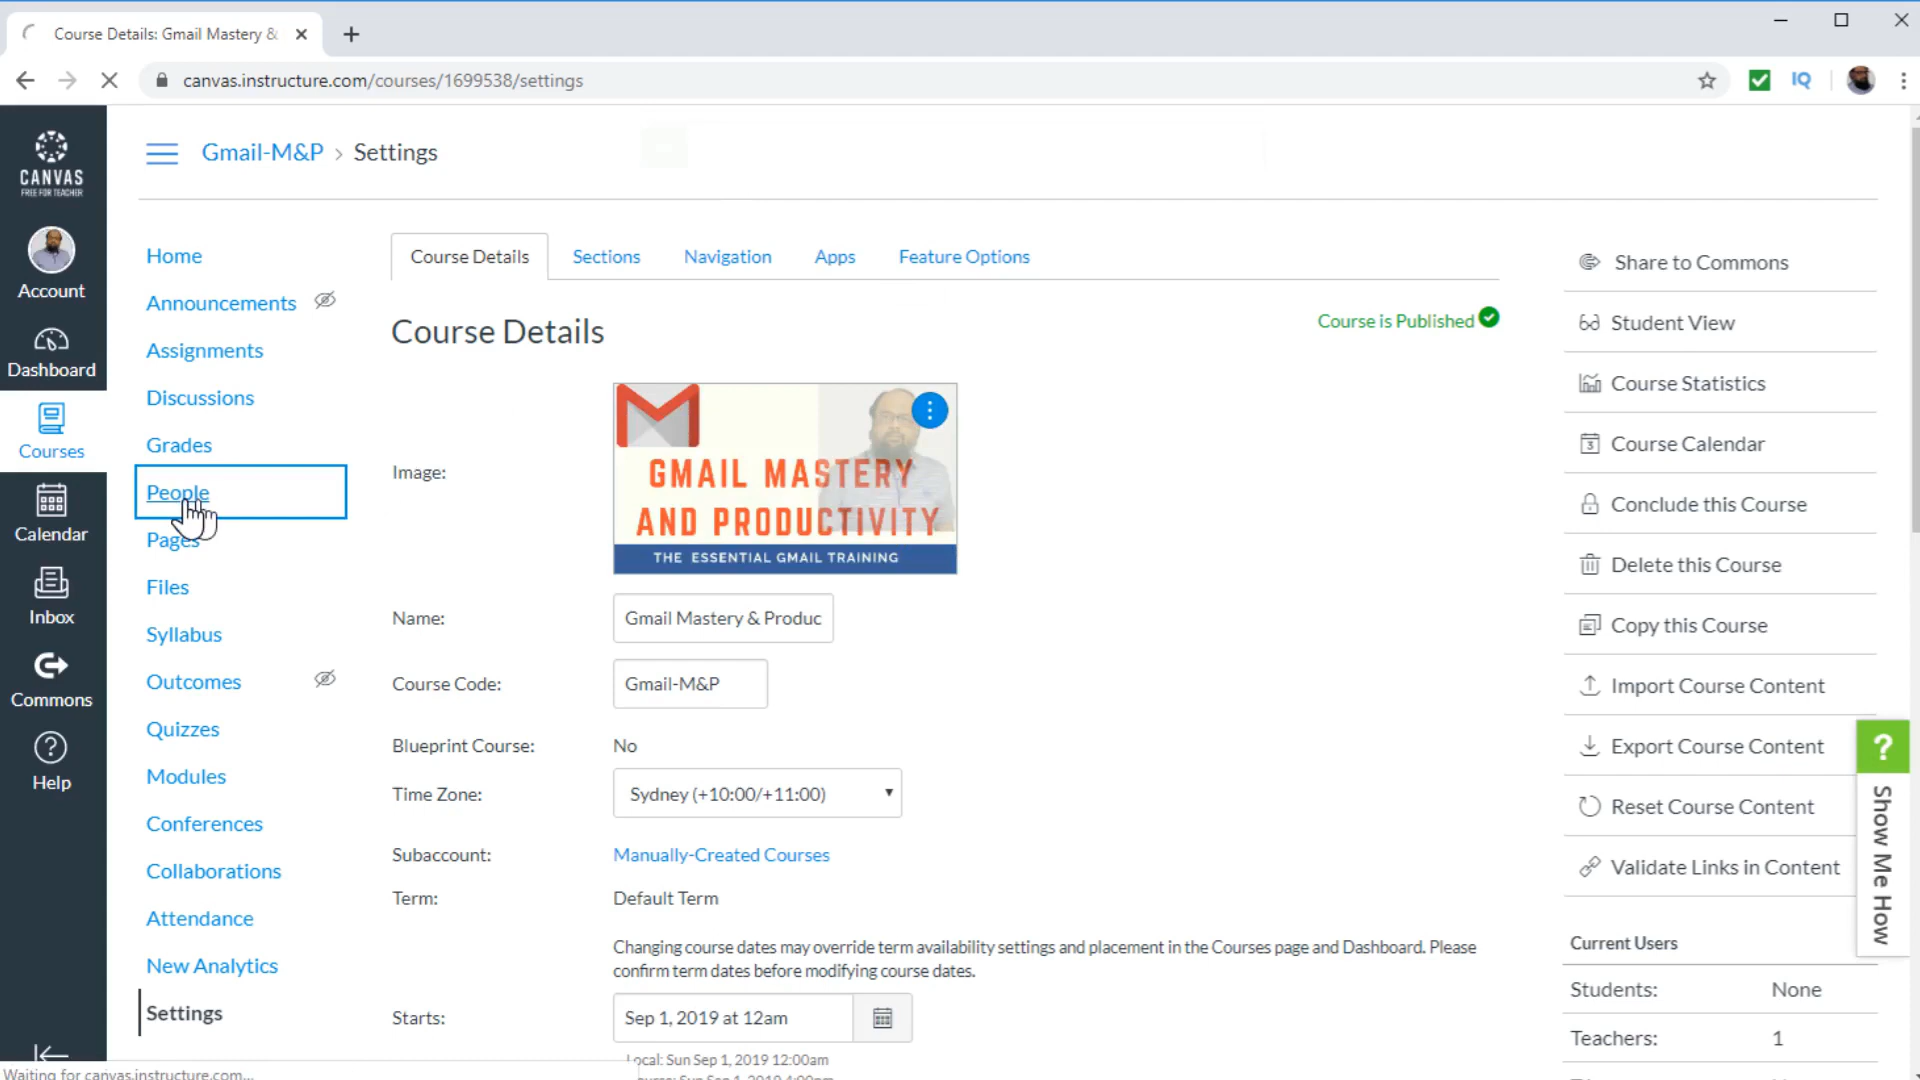 Course Details: Gmail Mastery &
canvas.instructure.com/courses/1699538/settings
IQ
CANVAS
FREE FOR TEACHER
Account
Dashboard
Courses
Calendar
Inbox
Commons
Help
Gmail-M&P > Settings
Home
Announcements
Assignments
Discussions
Grades
People
Pages
Files
Syllabus
Outcomes
Quizzes
Modules
Conferences
Collaborations
Attendance
New Analytics
Settings
Course Details
Sections
Navigation
Apps
Feature Options
Course Details
Course is Published
Image:
GMAIL MASTERY
AND PRODUCTIVITY
THE ESSENTIAL GMAIL TRAINING
Name:
Gmail Mastery & Produc
Course Code:
Gmail-M&P
Blueprint Course:
No
Time Zone:
Sydney (+10:00/+11:00)
Subaccount:
Manually-Created Courses
Term:
Default Term
Changing course dates may override term availability settings and placement in the Courses page and Dashboard. Please
confirm term dates before modifying course dates.
Starts:
Sep 1, 2019 at 12am
Local: Sun Sep 1, 2019 12:00am
Share to Commons
Student View
Course Statistics
3
Course Calendar
Conclude this Course
Delete this Course
Copy this Course
Import Course Content
Export Course Content
Reset Course Content
Validate Links in Content
?
Show Me How
Current Users
Students: None
Teachers: 1
Waiting for canvas.instructure.com...